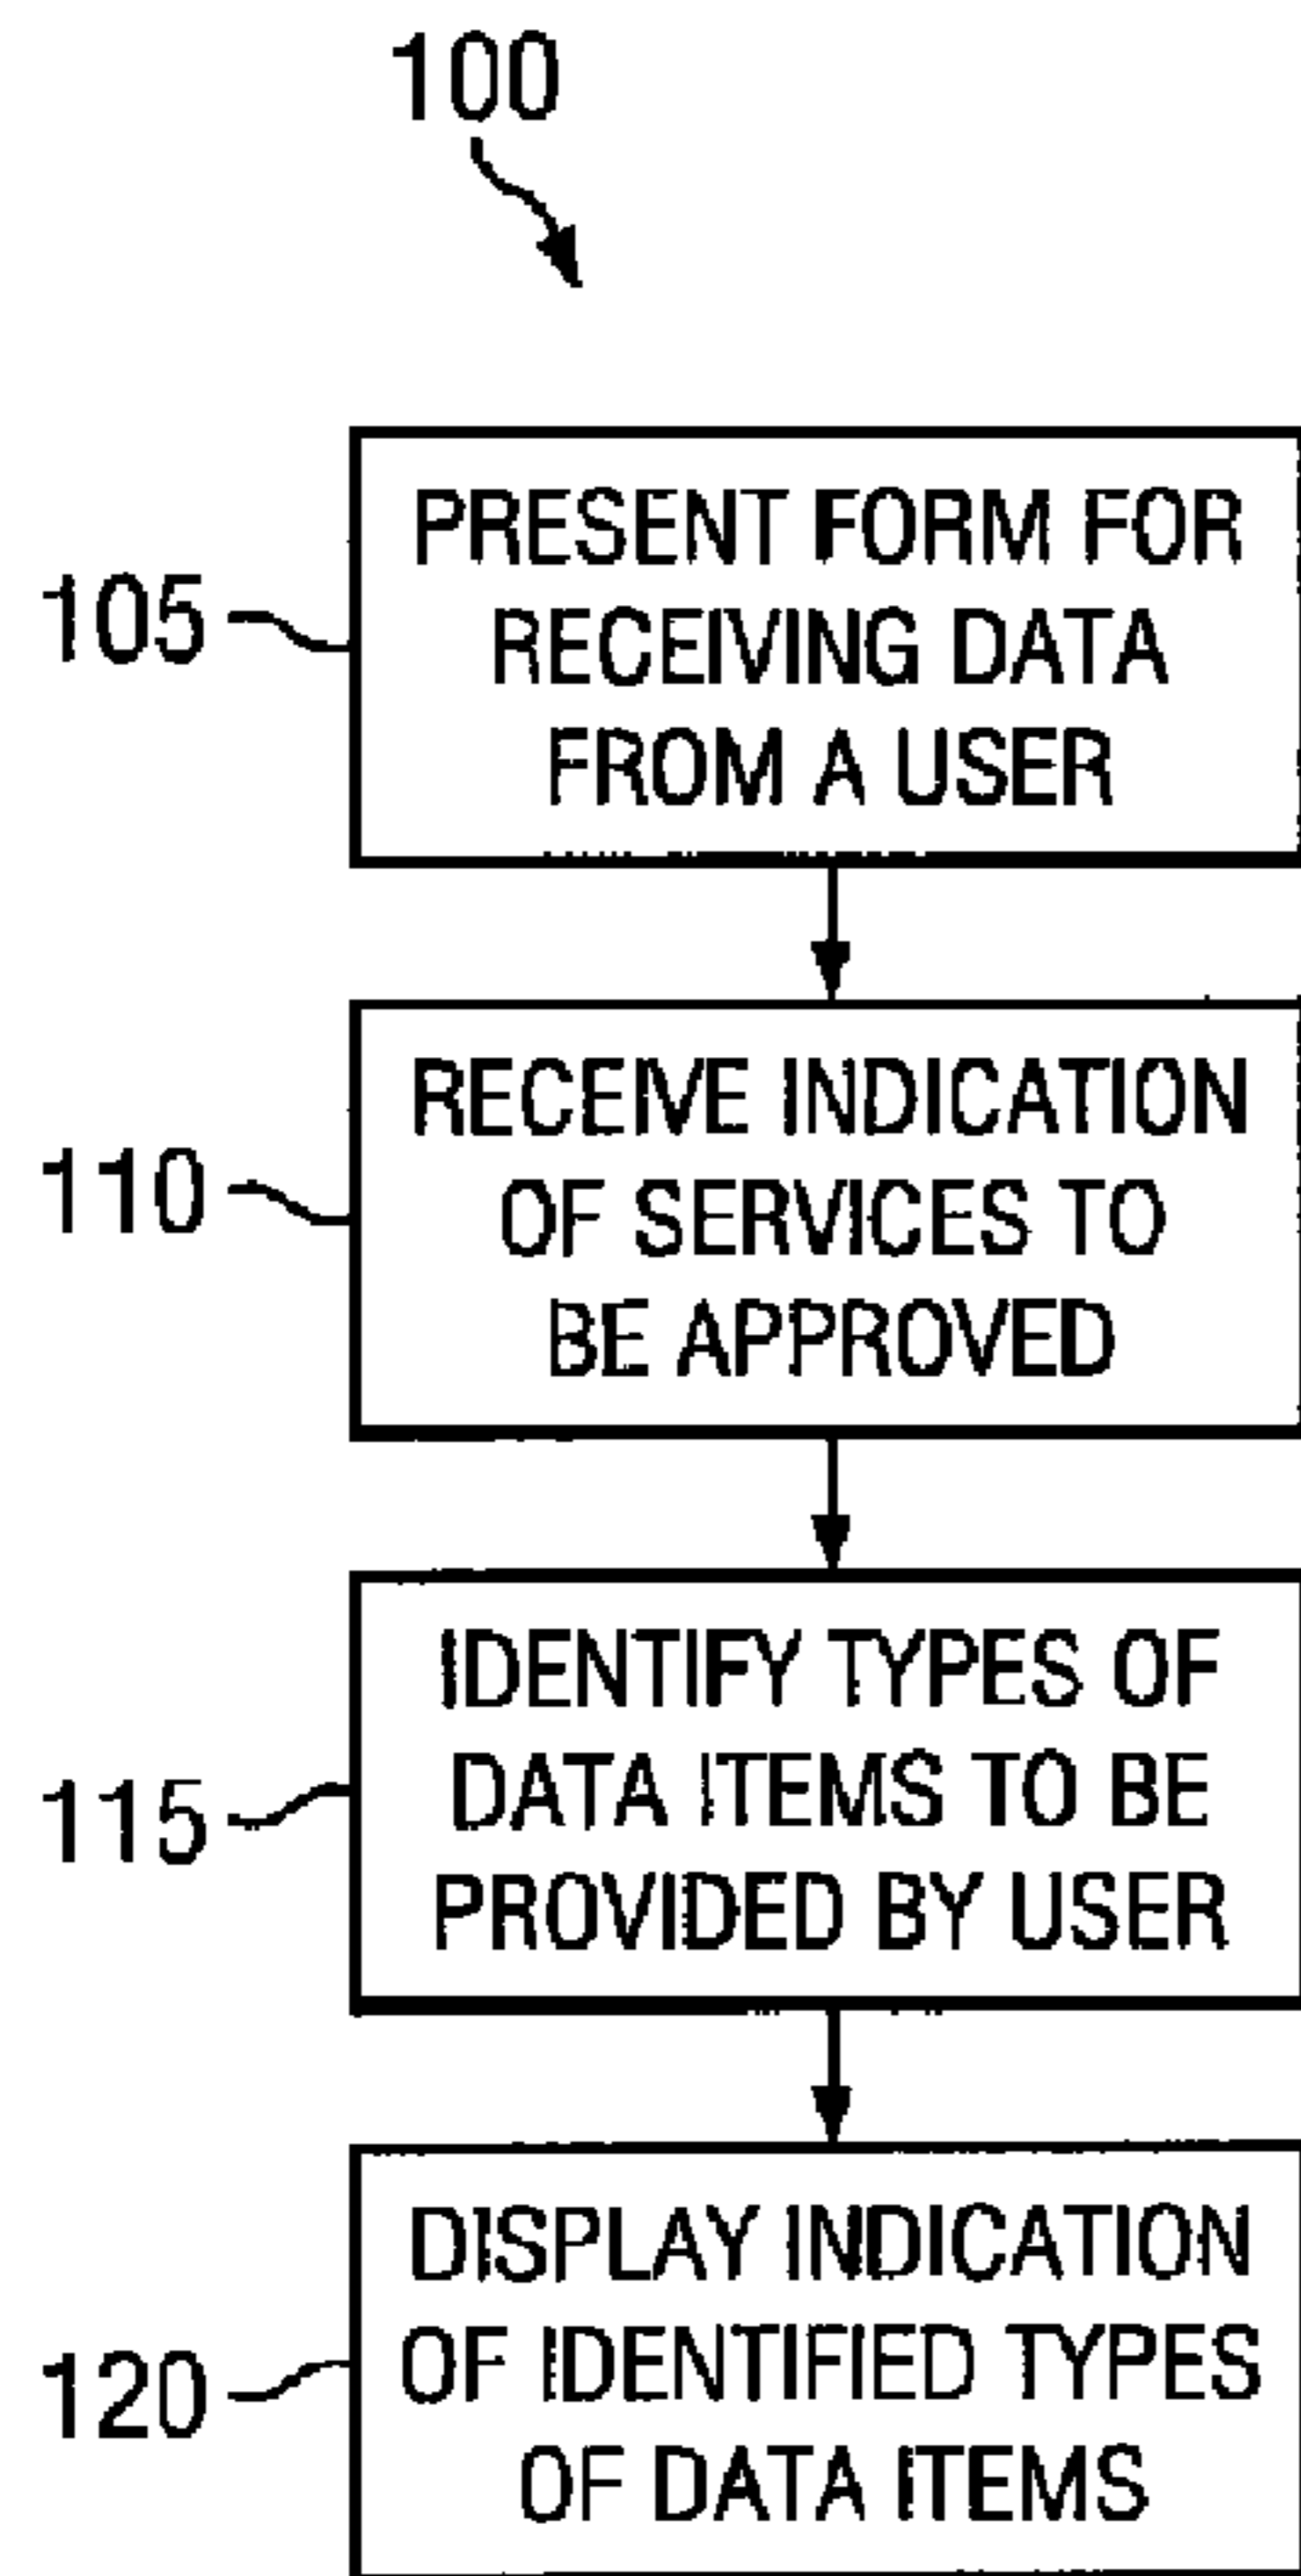 100
105
PRESENT FORM FOR
RECEIVING DATA
FROM A USER
110
RECEIVE INDICATION
OF SERVICES TO
BE APPROVED
115
IDENTIFY TYPES OF
DATA ITEMS TO BE
PROVIDED BY USER
120
DISPLAY INDICATION
OF IDENTIFIED TYPES
OF DATA ITEMS